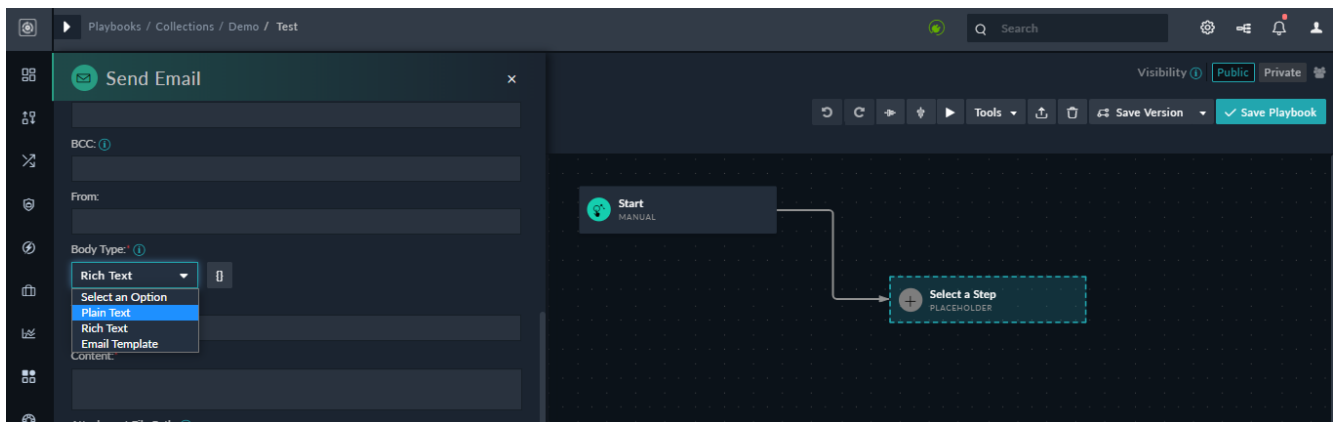 Playbooks / Collections / Demo / Test
Search
Send Email
×
Visibility
Public
Private
Tools
Save Version
Save Playbook
BCC:
From:
Body Type:*
Rich Text
{}
Select an Option
Plain Text
Rich Text
Email Template
Content:*
Start
MANUAL
Select a Step
PLACEHOLDER